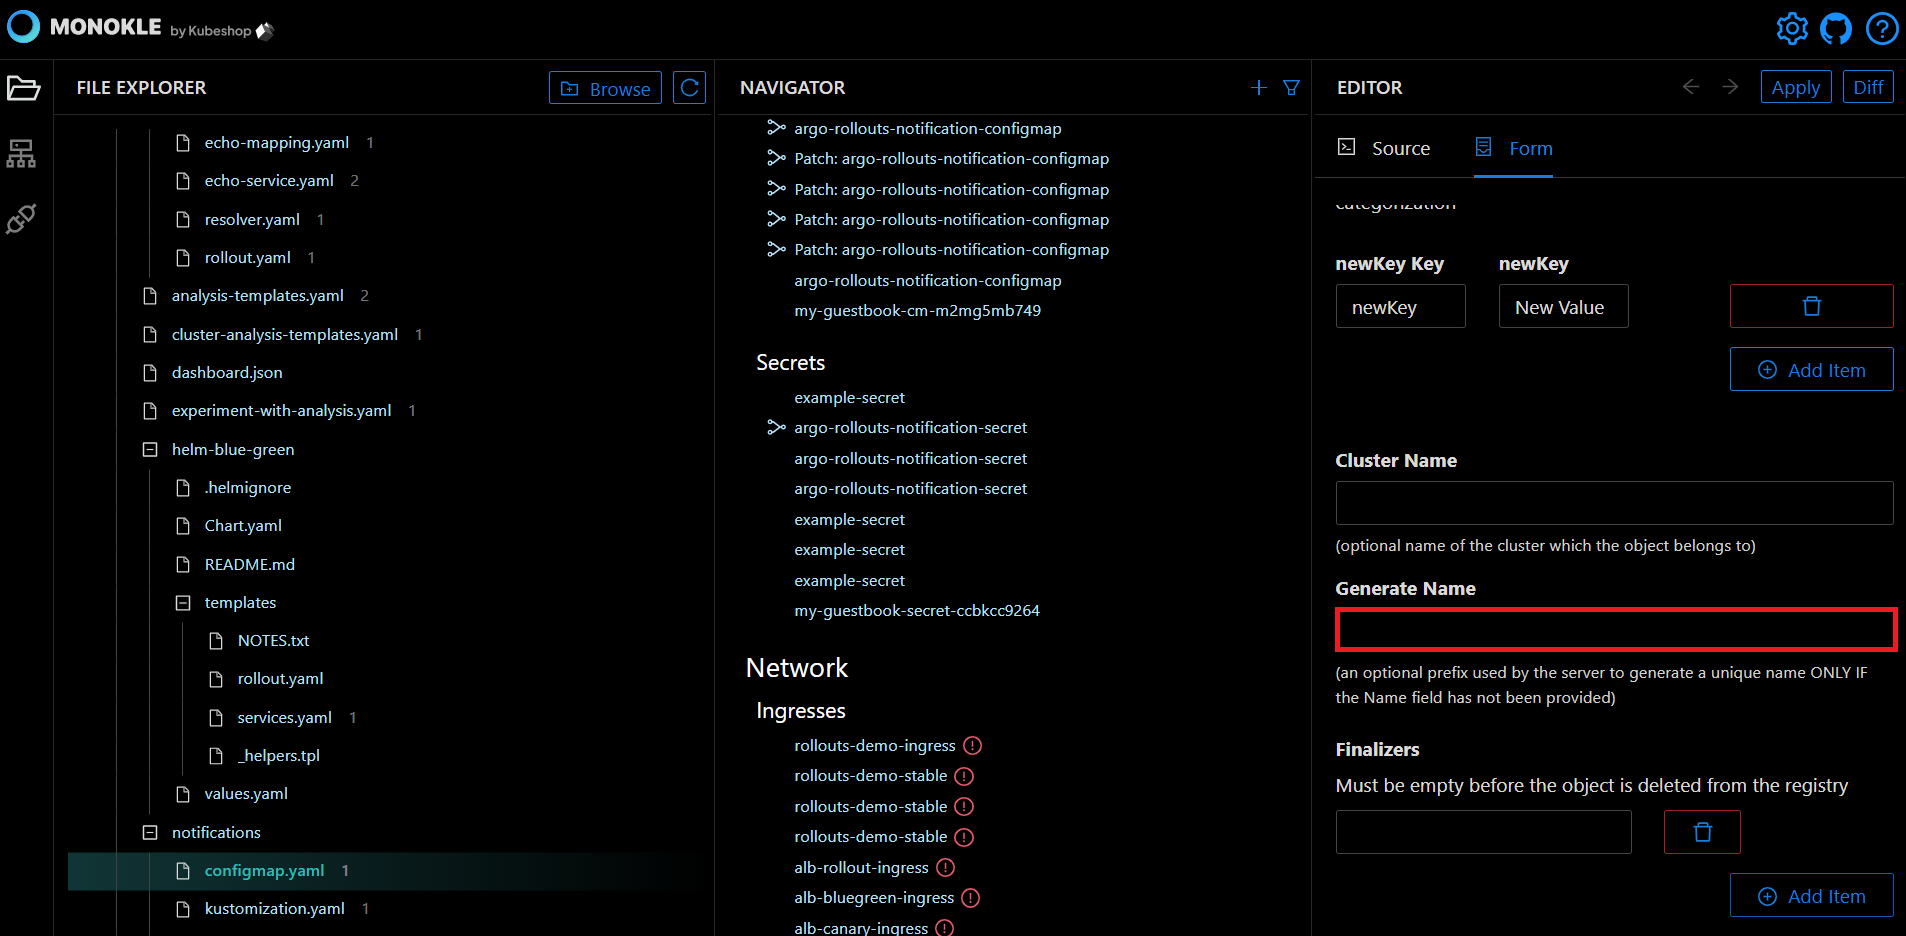 MONOKLE by Kubeshop
FILE EXPLORER
Browse
echo-mapping.yaml 1
echo-service.yaml 2
resolver.yaml 1
rollout.yaml 1
analysis-templates.yaml 2
cluster-analysis-templates.yaml 1
dashboard.json
experiment-with-analysis.yaml 1
helm-blue-green
.helmignore
Chart.yaml
README.md
templates
NOTES.txt
rollout.yaml
services.yaml 1
_helpers.tpl
values.yaml
notifications
configmap.yaml 1
kustomization.yaml 1
NAVIGATOR
argo-rollouts-notification-configmap
Patch: argo-rollouts-notification-configmap
Patch: argo-rollouts-notification-configmap
Patch: argo-rollouts-notification-configmap
Patch: argo-rollouts-notification-configmap
argo-rollouts-notification-configmap
my-guestbook-cm-m2mg5mb749
Secrets
example-secret
argo-rollouts-notification-secret
argo-rollouts-notification-secret
argo-rollouts-notification-secret
example-secret
example-secret
example-secret
my-guestbook-secret-ccbkcc9264
Network
Ingresses
rollouts-demo-ingress
rollouts-demo-stable
rollouts-demo-stable
rollouts-demo-stable
alb-rollout-ingress
alb-bluegreen-ingress
alb-canary-ingress
EDITOR
Apply
Diff
Source
Form
categorization
newKey Key
newKey
newKey
New Value
Add Item
Cluster Name
(optional name of the cluster which the object belongs to)
Generate Name
(an optional prefix used by the server to generate a unique name ONLY IF
the Name field has not been provided)
Finalizers
Must be empty before the object is deleted from the registry
Add Item